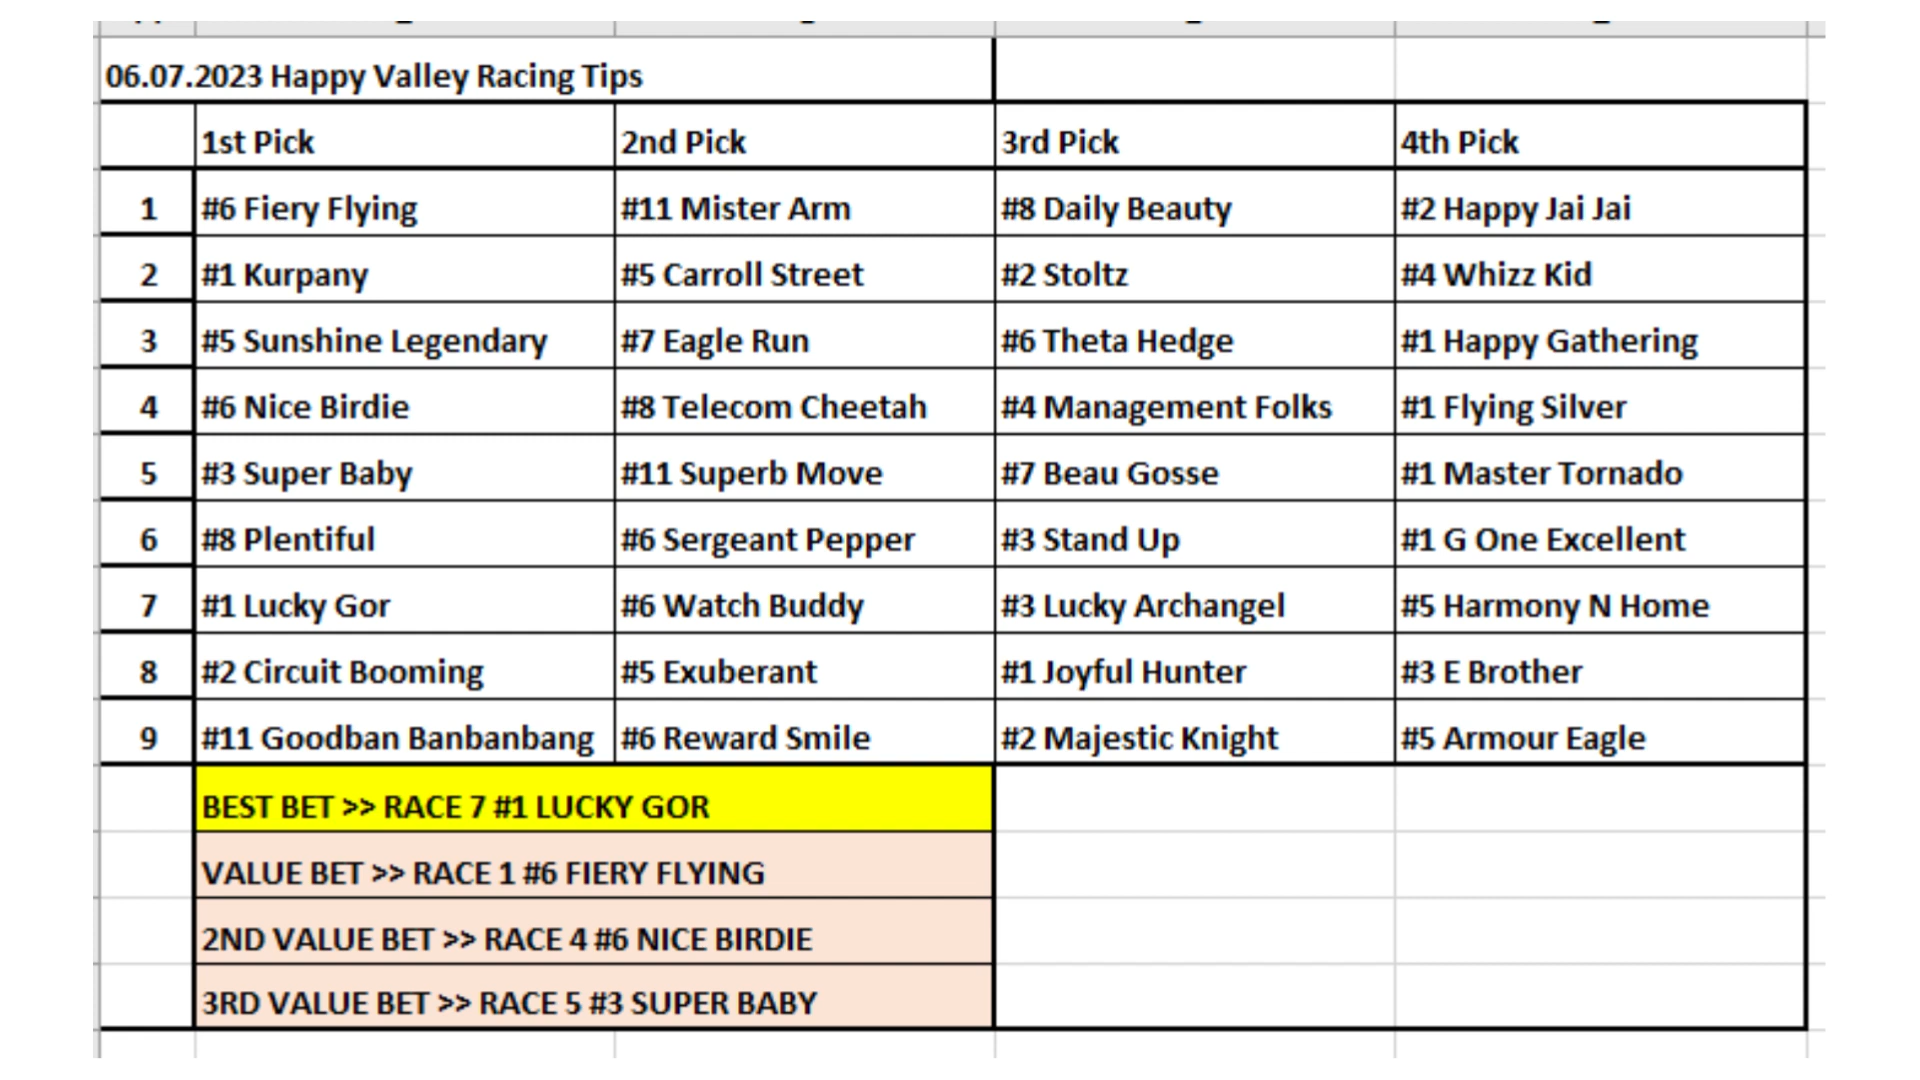 06.07.2023 Happy Valley Racing Tips
1st Pick 2nd Pick 3rd Pick 4th Pick
1 #6 Fiery Flying #11 Mister Arm #8 Daily Beauty #2 Happy Jai Jai
2 #1 Kurpany #5 Carroll Street #2 Stoltz #4 Whizz Kid
3 #5 Sunshine Legendary #7 Eagle Run #6 Theta Hedge #1 Happy Gathering
4 #6 Nice Birdie #8 Telecom Cheetah #4 Management Folks #1 Flying Silver
5 #3 Super Baby #11 Superb Move #7 Beau Gosse #1 Master Tornado
6 #8 Plentiful #6 Sergeant Pepper #3 Stand Up #1 G One Excellent
7 #1 Lucky Gor #6 Watch Buddy #3 Lucky Archangel #5 Harmony N Home
8 #2 Circuit Booming #5 Exuberant #1 Joyful Hunter #3 E Brother
9 #11 Goodban Banbanbang #6 Reward Smile #2 Majestic Knight #5 Armour Eagle
BEST BET >> RACE 7 #1 LUCKY GOR
VALUE BET >> RACE 1 #6 FIERY FLYING
2ND VALUE BET >> RACE 4 #6 NICE BIRDIE
3RD VALUE BET >> RACE 5 #3 SUPER BABY